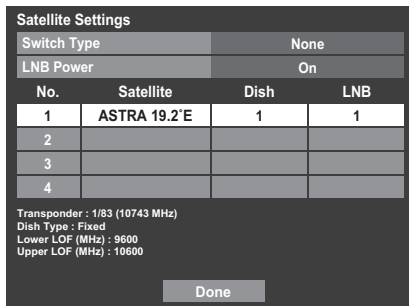 Satellite Settings
Switch Type None
LNB Power On
No. Satellite Dish LNB
1 ASTRA 19.2°E 1 1
2
3
4
Transponder : 1/83 (10743 MHz)
Dish Type : Fixed
Lower LOF (MHz) : 9600
Upper LOF (MHz) : 10600
Done